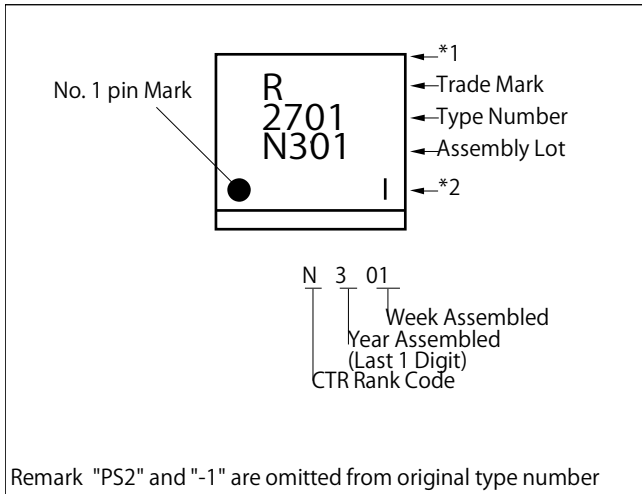 *1
No. 1 pin Mark
R
Trade Mark
2701
Type Number
N301
Assembly Lot
I
*2
N 3 01
Week Assembled
Year Assembled
(Last 1 Digit)
CTR Rank Code
Remark "PS2" and "-1" are omitted from original type number